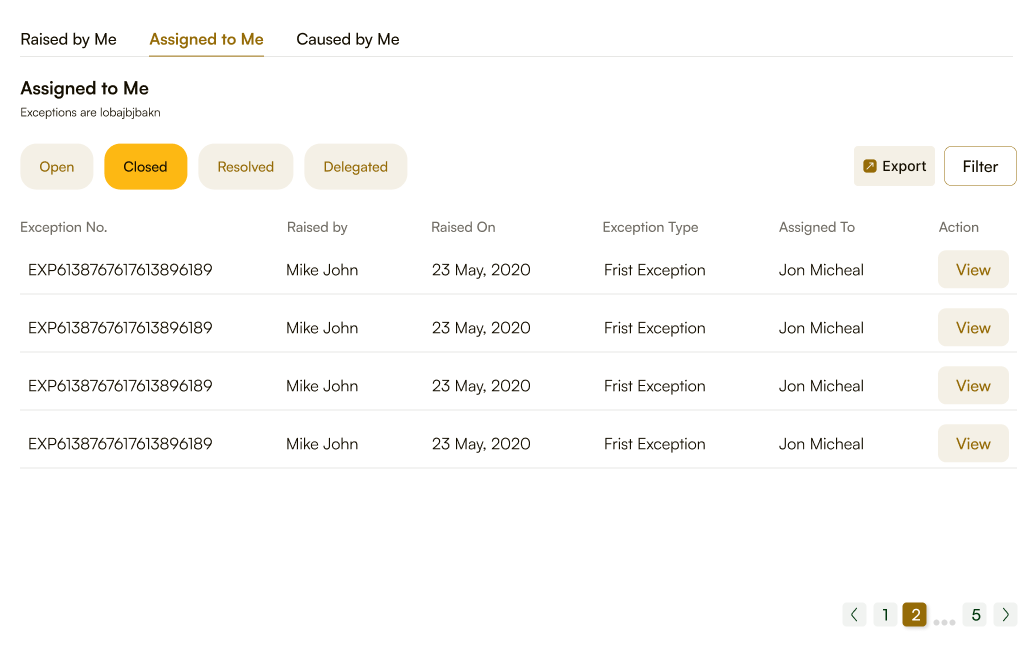 Raised by Me Assigned to Me Caused by Me
Assigned to Me
Exceptions are lobajbjbakn
Open Closed Resolved Delegated Export Filter
Exception No. Raised by Raised On Exception Type Assigned To Action
EXP6138767617613896189 Mike John 23 May, 2020 Frist Exception Jon Micheal View
EXP6138767617613896189 Mike John 23 May, 2020 Frist Exception Jon Micheal View
EXP6138767617613896189 Mike John 23 May, 2020 Frist Exception Jon Micheal View
EXP6138767617613896189 Mike John 23 May, 2020 Frist Exception Jon Micheal View
1 2 ... 5